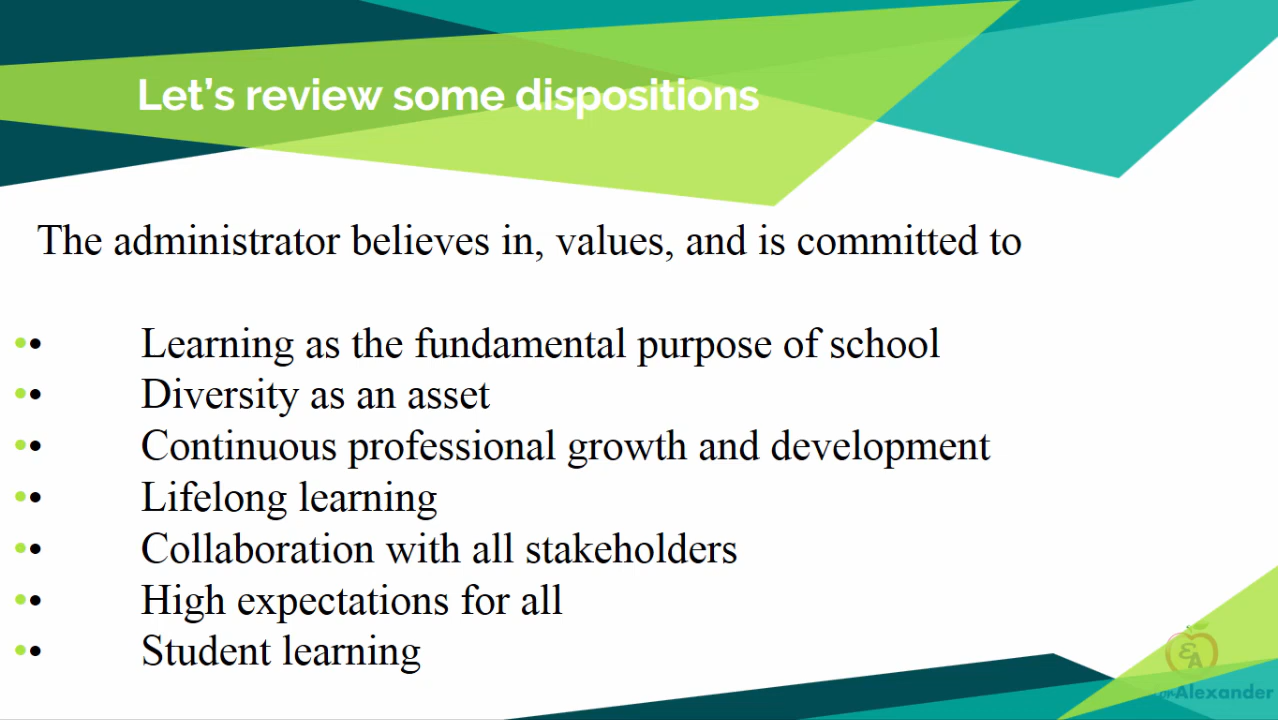 Let's review some dispositions
The administrator believes in, values, and is committed to
•• Learning as the fundamental purpose of school
•• Diversity as an asset
•• Continuous professional growth and development
•• Lifelong learning
•• Collaboration with all stakeholders
•• High expectations for all
•• Student learning
Alexander